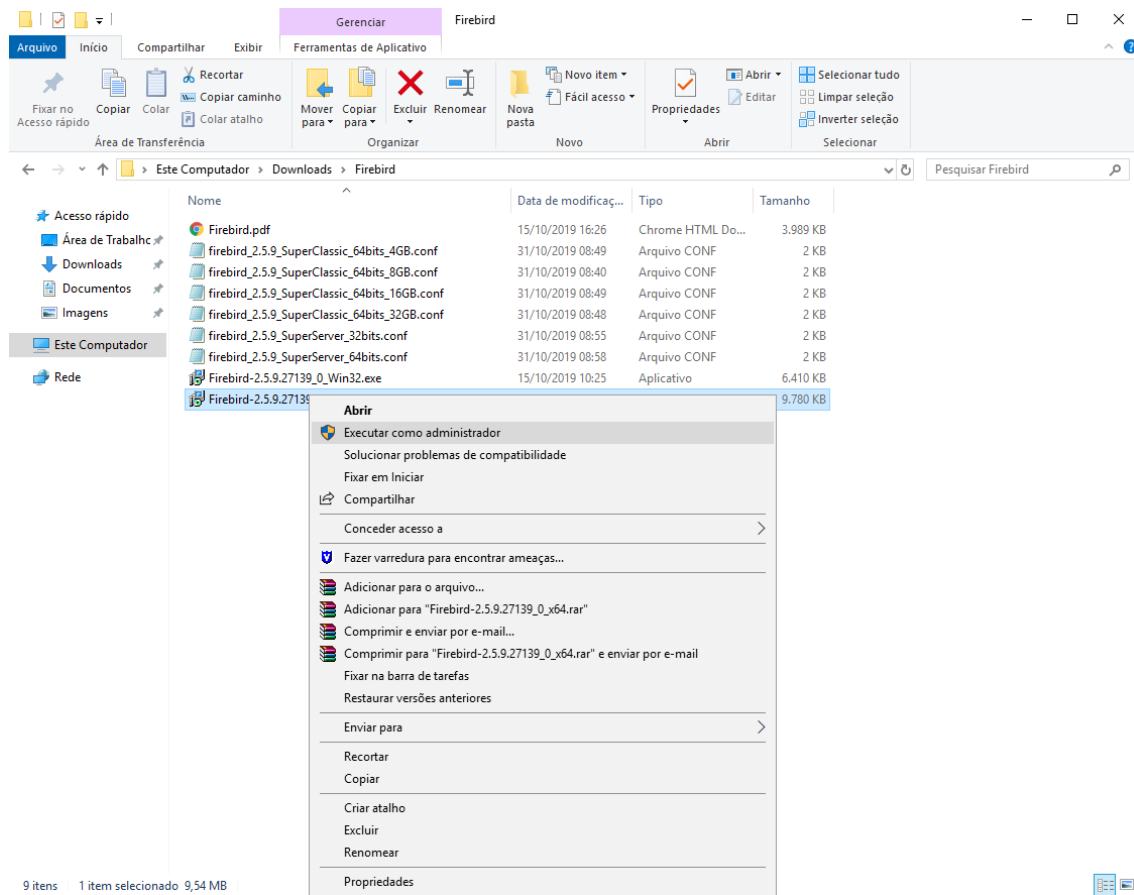 Gerenciar
Firebird
Arquivo Início Compartilhar Exibir Ferramentas de Aplicativo
Fixar no
Acesso rápido
Copiar
Colar
Recortar
Copiar caminho
Colar atalho
Área de Transferência
Mover
para
Copiar
para
Excluir
Renomear
Organizar
Nova
pasta
Novo item
Fácil acesso
Novo
Propriedades
Abrir
Editar
Abrir
Selecionar tudo
Limpar seleção
Inverter seleção
Selecionar
Este Computador > Downloads > Firebird
Pesquisar Firebird
Acesso rápido
Área de Trabalho
Downloads
Documentos
Imagens
Este Computador
Rede
Nome Data de modificaç... Tipo Tamanho
Firebird.pdf 15/10/2019 16:26 Chrome HTML Do... 3.989 KB
firebird_2.5.9_SuperClassic_64bits_4GB.conf 31/10/2019 08:49 Arquivo CONF 2 KB
firebird_2.5.9_SuperClassic_64bits_8GB.conf 31/10/2019 08:40 Arquivo CONF 2 KB
firebird_2.5.9_SuperClassic_64bits_16GB.conf 31/10/2019 08:49 Arquivo CONF 2 KB
firebird_2.5.9_SuperClassic_64bits_32GB.conf 31/10/2019 08:48 Arquivo CONF 2 KB
firebird_2.5.9_SuperServer_32bits.conf 31/10/2019 08:55 Arquivo CONF 2 KB
firebird_2.5.9_SuperServer_64bits.conf 31/10/2019 08:58 Arquivo CONF 2 KB
Firebird-2.5.9.27139_0_Win32.exe 15/10/2019 10:25 Aplicativo 6.410 KB
Firebird-2.5.9.27139 9.780 KB
Abrir
Executar como administrador
Solucionar problemas de compatibilidade
Fixar em Iniciar
Compartilhar
Conceder acesso a
Fazer varredura para encontrar ameaças...
Adicionar para o arquivo...
Adicionar para "Firebird-2.5.9.27139_0_x64.rar"
Comprimir e enviar por e-mail...
Comprimir para "Firebird-2.5.9.27139_0_x64.rar" e enviar por e-mail
Fixar na barra de tarefas
Restaurar versões anteriores
Enviar para
Recortar
Copiar
Criar atalho
Excluir
Renomear
Propriedades
9 itens 1 item selecionado 9,54 MB